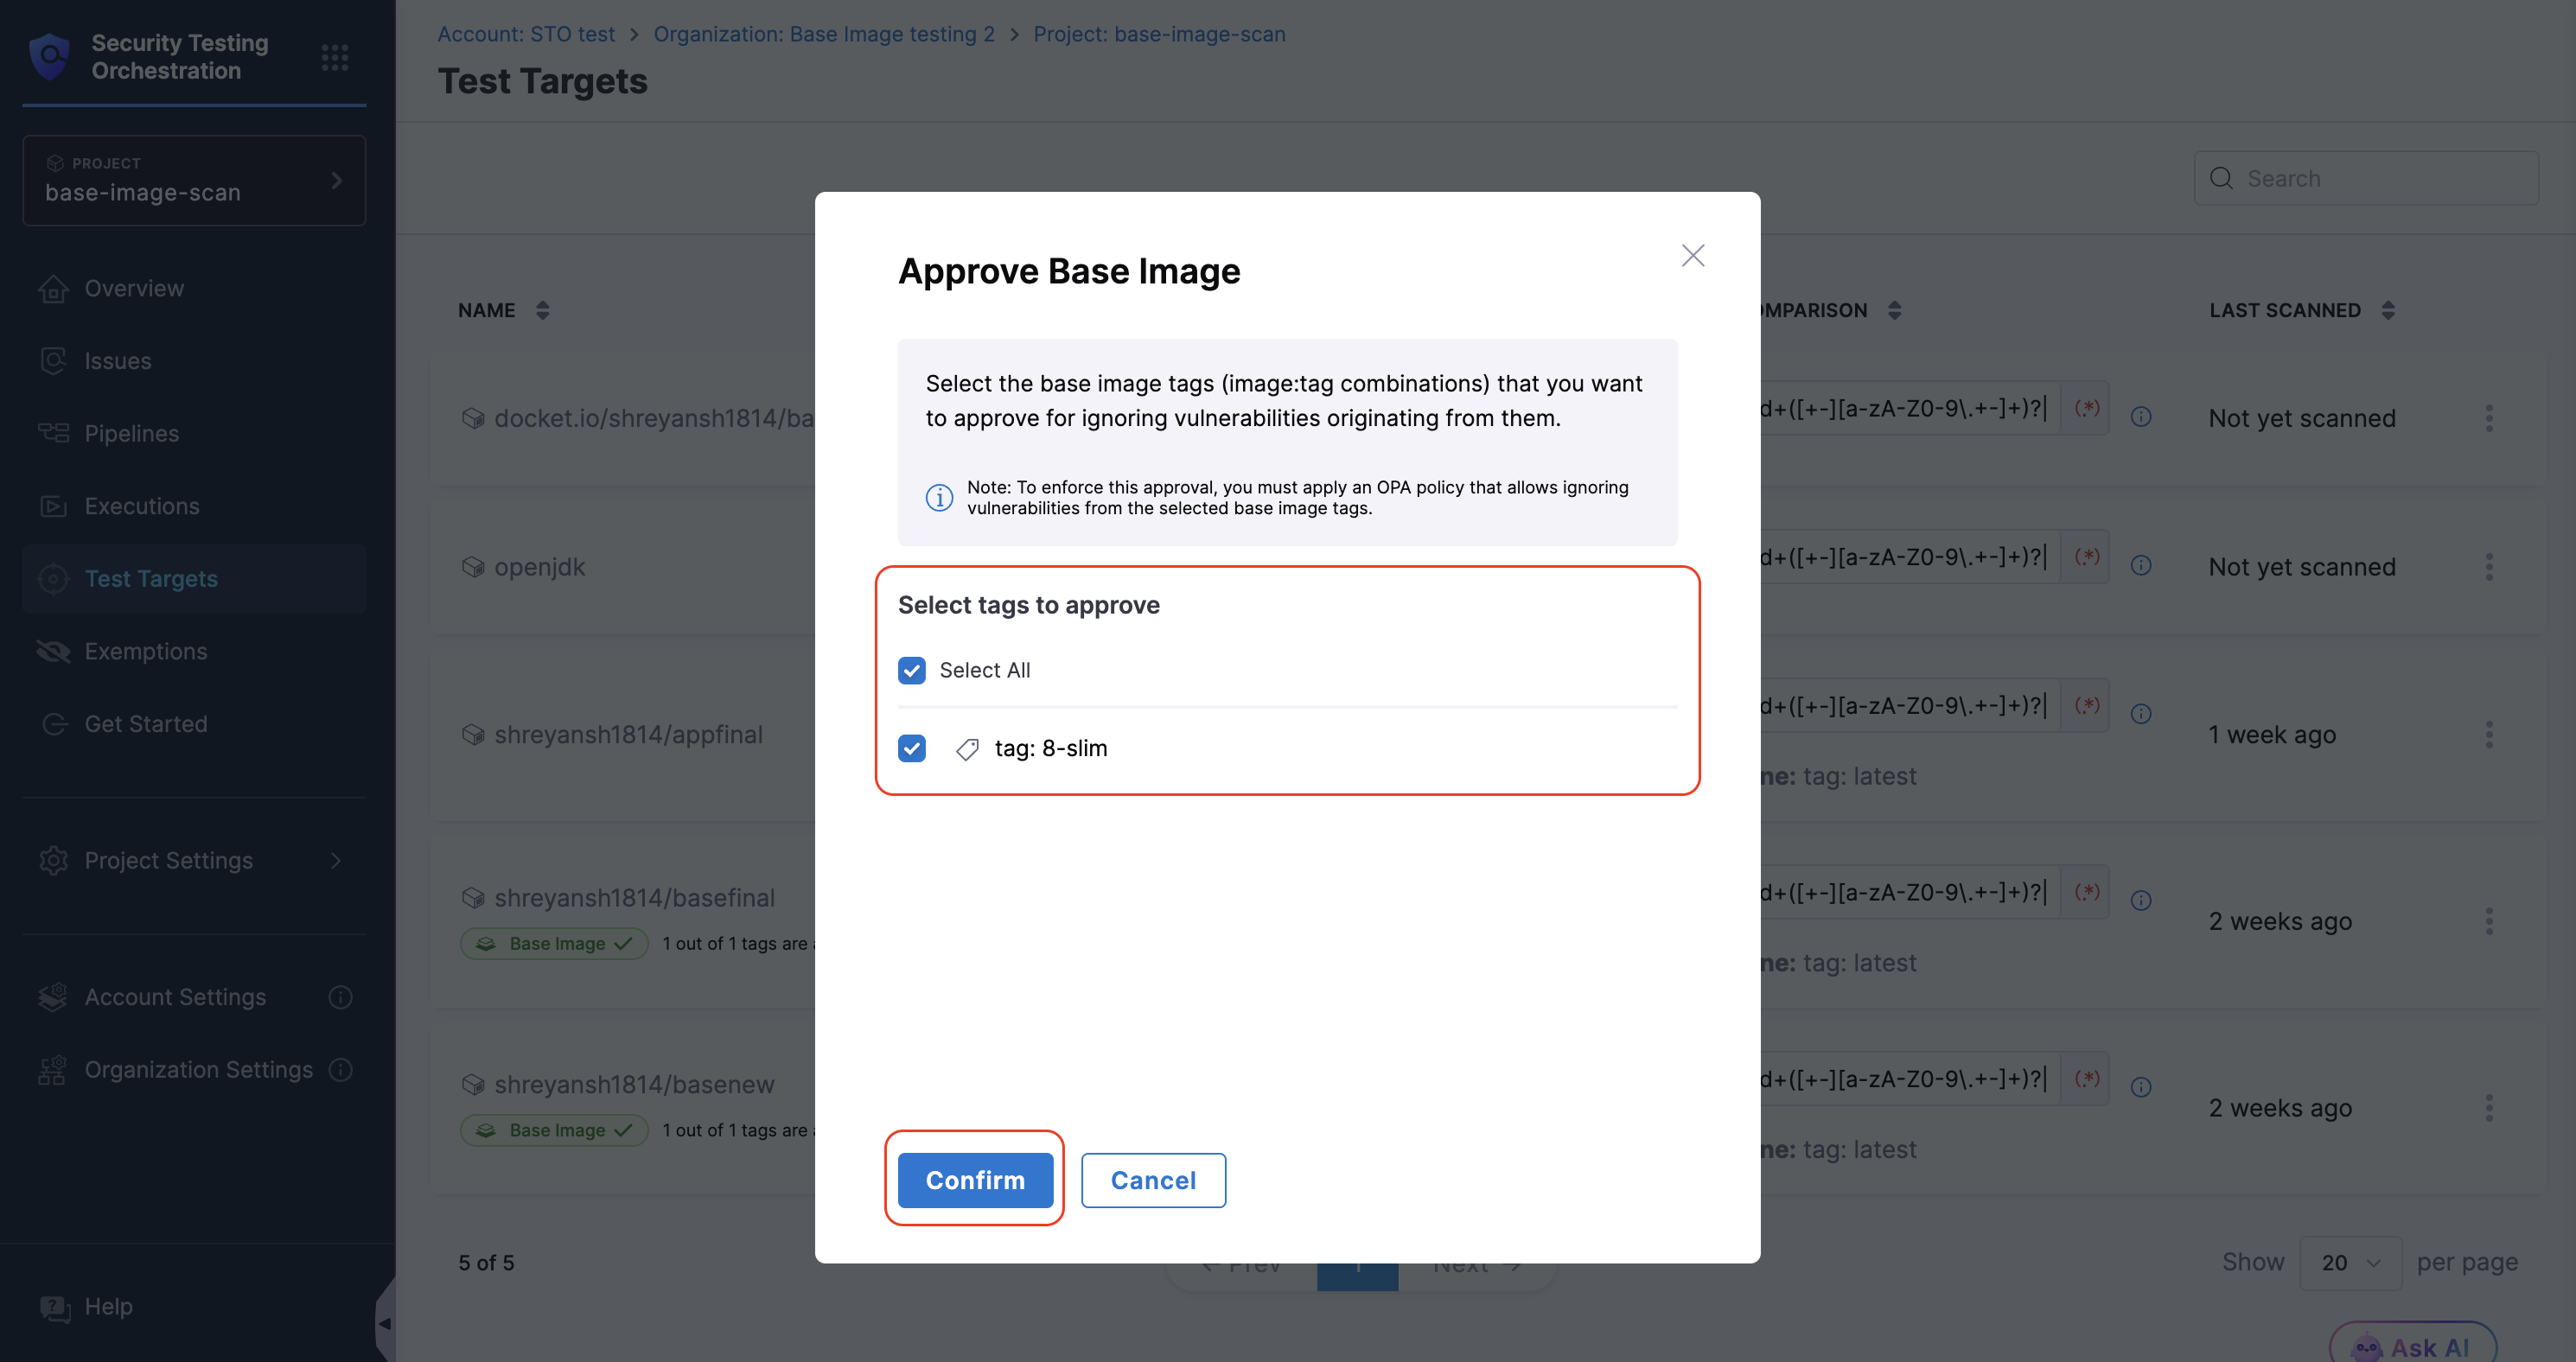 Security Testing
Orchestration
PROJECT
base-image-scan
Overview
Issues
Pipelines
Executions
Test Targets
Exemptions
Get Started
Project Settings
Account Settings
Organization Settings
Help
Account: STO test > Organization: Base Image testing 2 > Project: base-image-scan
Test Targets
Search
NAME
MPARISON
LAST SCANNED
docket.io/shreyansh1814/ba
d+([+-][a-zA-Z0-9\.+-]+)?|
(.*)
Not yet scanned
openjdk
d+([+-][a-zA-Z0-9\.+-]+)?|
(.*)
Not yet scanned
shreyansh1814/appfinal
d+([+-][a-zA-Z0-9\.+-]+)?|
(.*)
ne: tag: latest
1 week ago
shreyansh1814/basefinal
Base Image
1 out of 1 tags are
d+([+-][a-zA-Z0-9\.+-]+)?|
(.*)
ne: tag: latest
2 weeks ago
shreyansh1814/basenew
Base Image
1 out of 1 tags are
d+([+-][a-zA-Z0-9\.+-]+)?|
(.*)
ne: tag: latest
2 weeks ago
5 of 5
← Prev
1
Next →
Show 20 per page
Ask AI
Approve Base Image
Select the base image tags (image:tag combinations) that you want
to approve for ignoring vulnerabilities originating from them.
Note: To enforce this approval, you must apply an OPA policy that allows ignoring
vulnerabilities from the selected base image tags.
Select tags to approve
Select All
tag: 8-slim
Confirm
Cancel